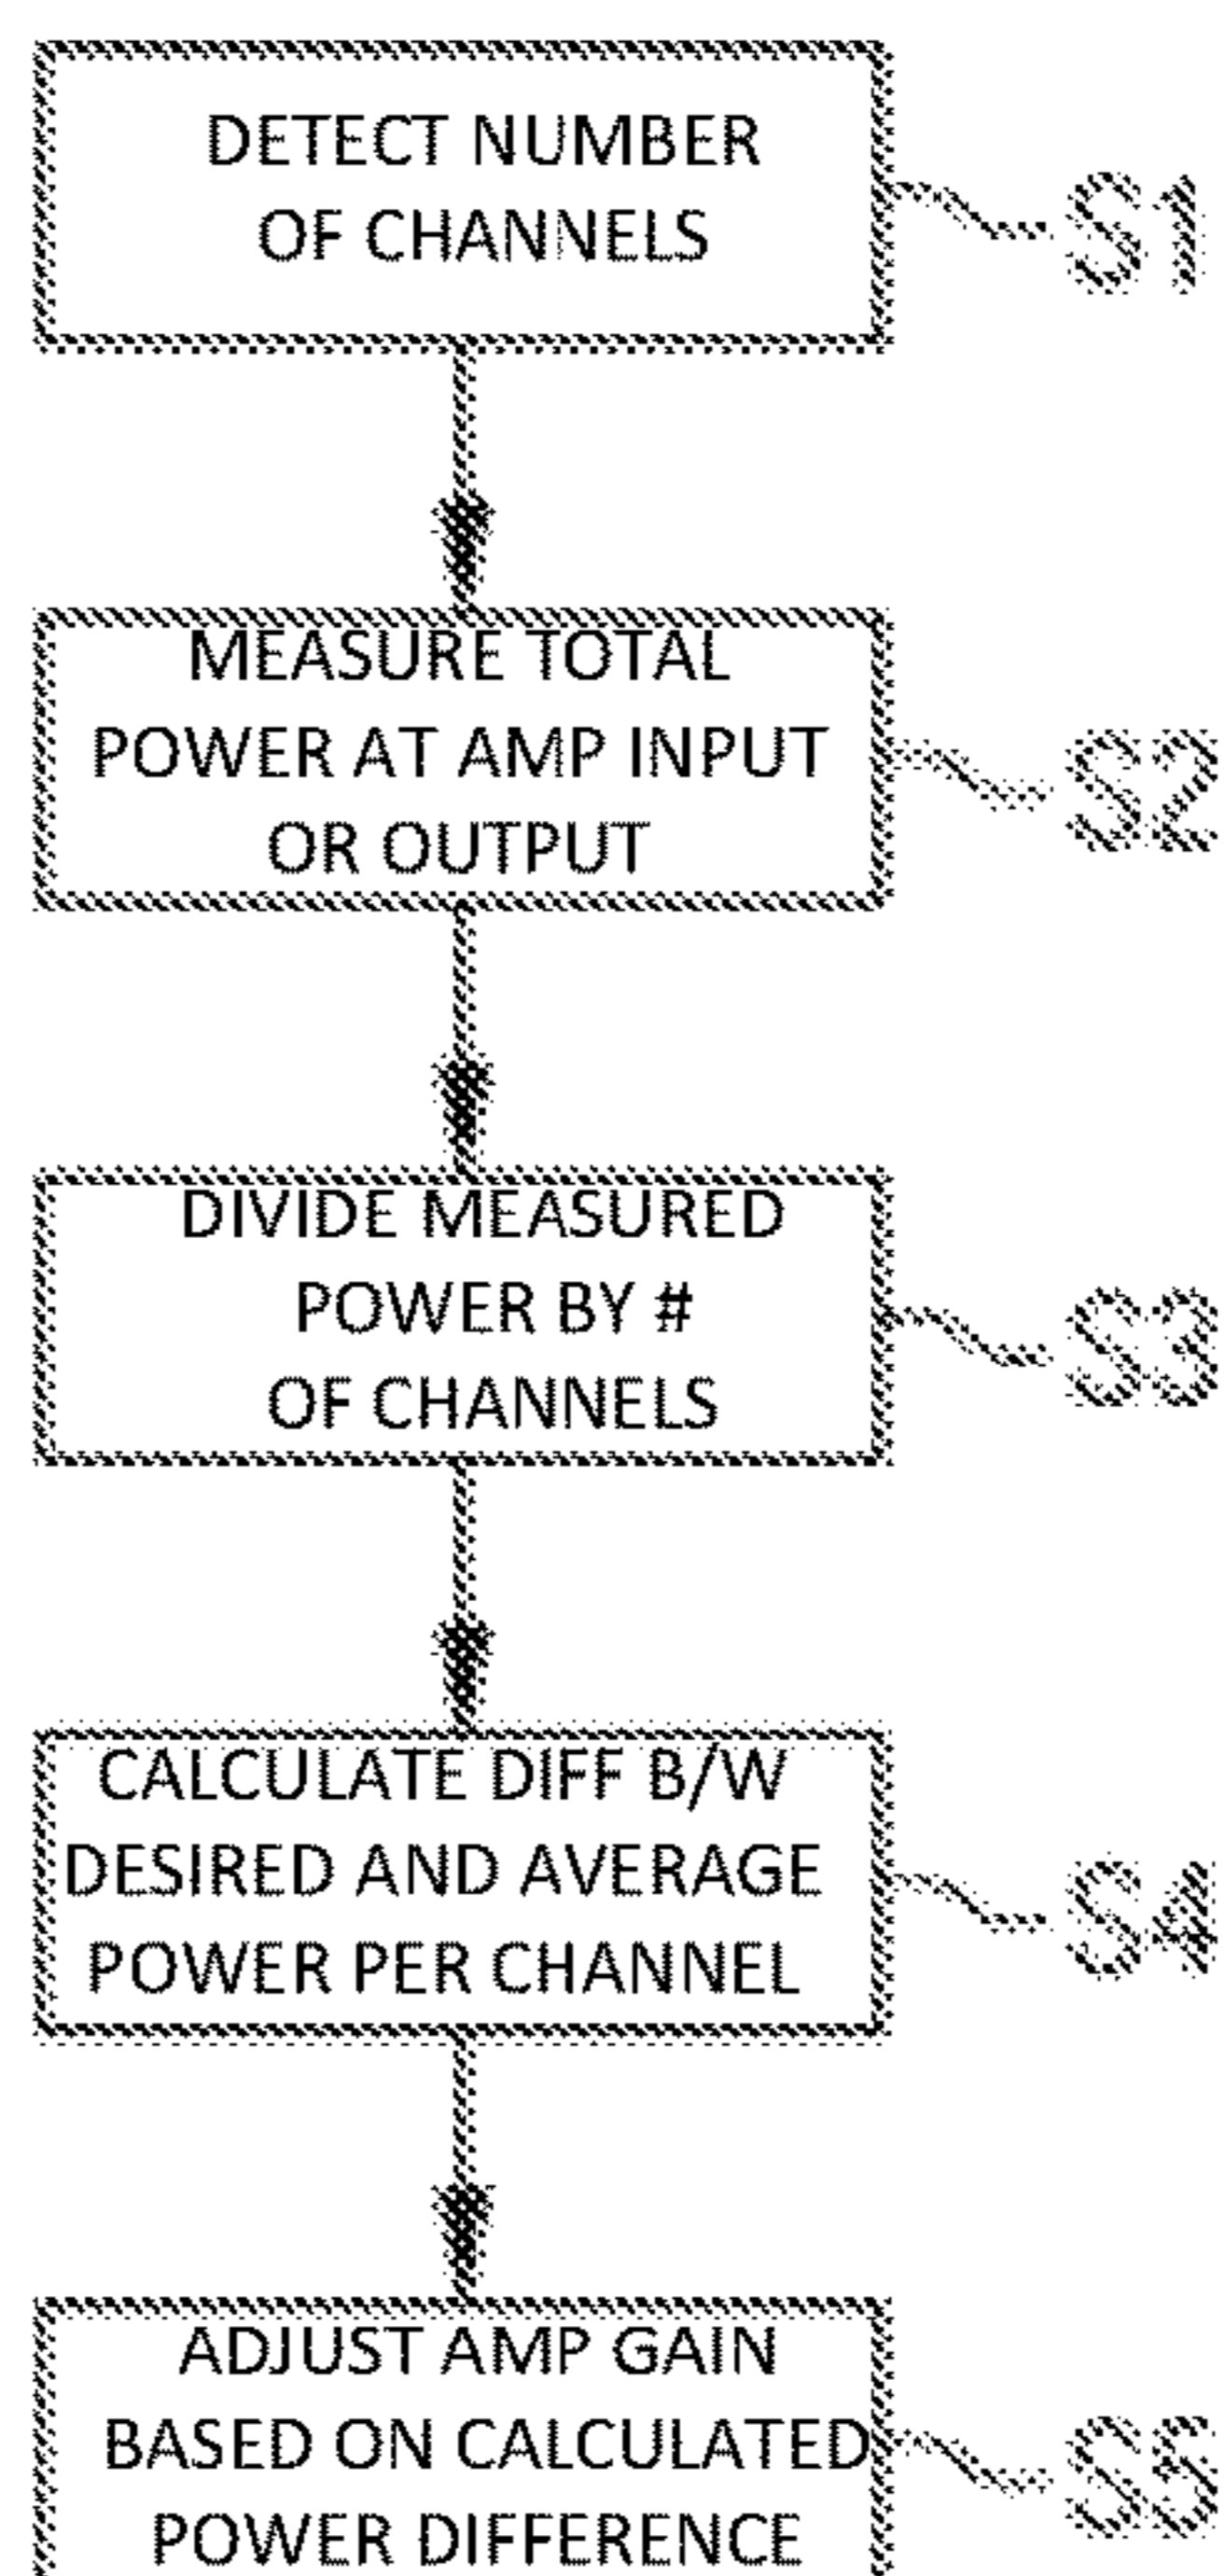 DETECT NUMBER
OF CHANNELS
S1
MEASURE TOTAL
POWER AT AMP INPUT
OR OUTPUT
S2
DIVIDE MEASURED
POWER BY #
OF CHANNELS
S3
CALCULATE DIFF B/W
DESIRED AND AVERAGE
POWER PER CHANNEL
S4
ADJUST AMP GAIN
BASED ON CALCULATED
POWER DIFFERENCE
S5